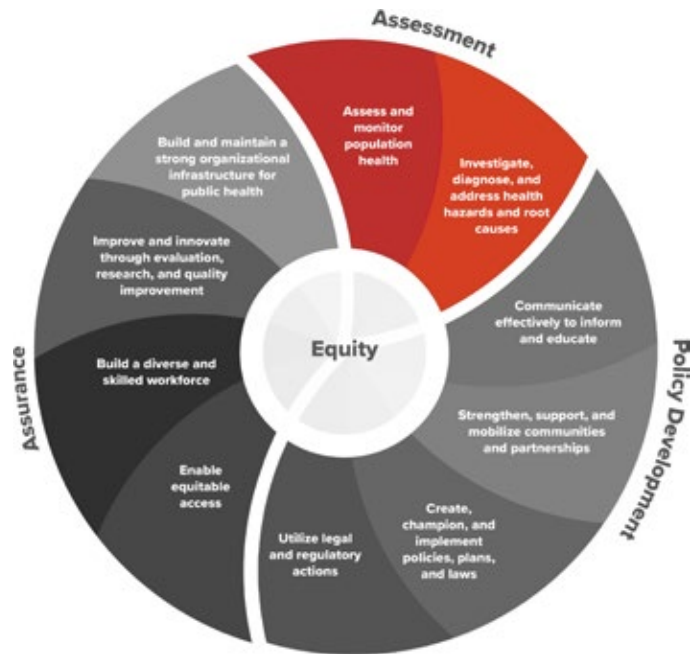 Assessment
Assess and
monitor
population
health
Investigate,
diagnose, and
address health
hazards and root
causes
Communicate
effectively to inform
and educate
Strengthen, support, and
mobilize communities
and partnerships
Create,
champion, and
implement
policies, plans,
and laws
Utilize legal
and regulatory
actions
Policy Development
Enable
equitable
access
Build a diverse and
skilled workforce
Improve and innovate
through evaluation,
research, and quality
improvement
Build and maintain a
strong organizational
infrastructure for
public health
Assurance
Equity